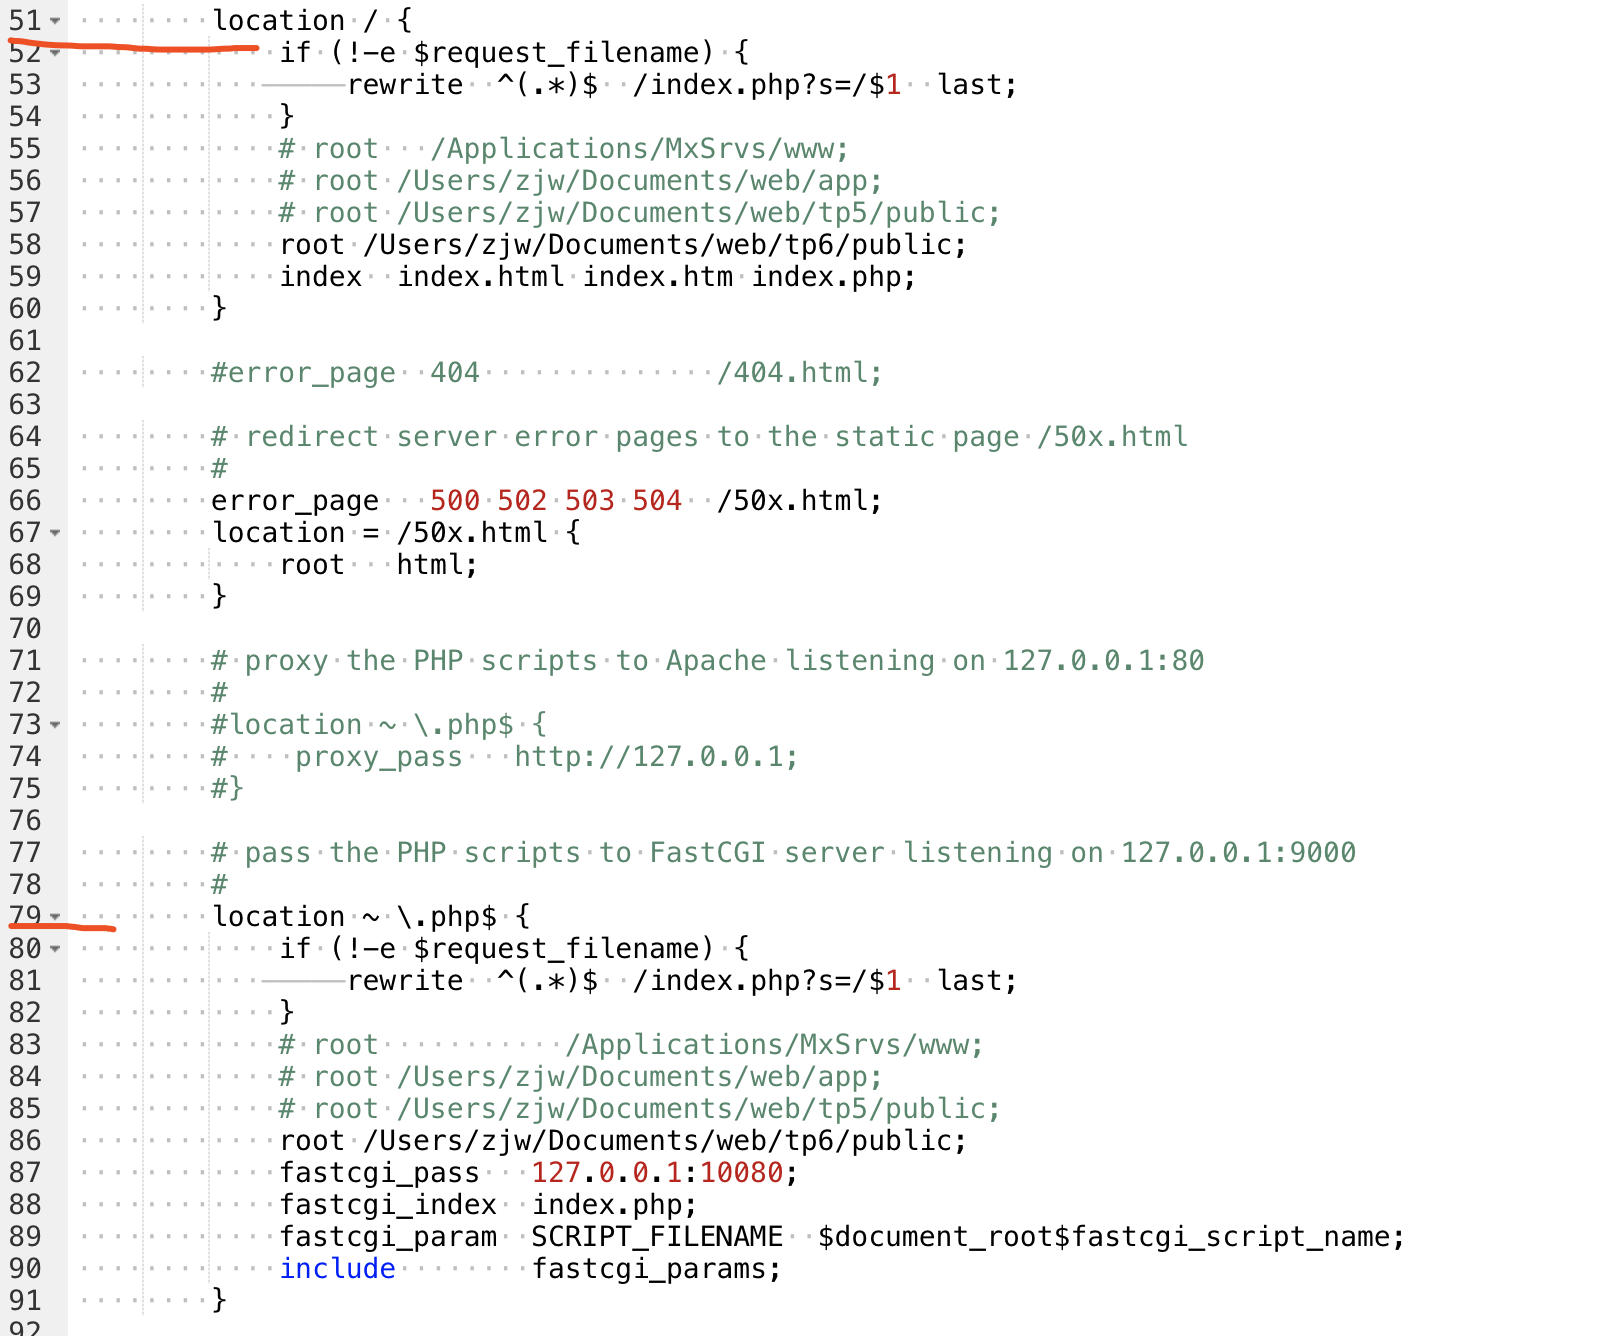 51 location / {
52 if (!-e $request_filename) {
53 rewrite ^(.*)$ /index.php?s=/$1 last;
54 }
55 # root /Applications/MxSrvs/www;
56 # root /Users/zjw/Documents/web/app;
57 # root /Users/zjw/Documents/web/tp5/public;
58 root /Users/zjw/Documents/web/tp6/public;
59 index index.html index.htm index.php;
60 }
61
62 #error_page 404 /404.html;
63
64 # redirect server error pages to the static page /50x.html
65 #
66 error_page 500 502 503 504 /50x.html;
67 location = /50x.html {
68 root html;
69 }
70
71 # proxy the PHP scripts to Apache listening on 127.0.0.1:80
72 #
73 #location ~ \.php$ {
74 # proxy_pass http://127.0.0.1;
75 #}
76
77 # pass the PHP scripts to FastCGI server listening on 127.0.0.1:9000
78 #
79 location ~ \.php$ {
80 if (!-e $request_filename) {
81 rewrite ^(.*)$ /index.php?s=/$1 last;
82 }
83 # root /Applications/MxSrvs/www;
84 # root /Users/zjw/Documents/web/app;
85 # root /Users/zjw/Documents/web/tp5/public;
86 root /Users/zjw/Documents/web/tp6/public;
87 fastcgi_pass 127.0.0.1:10080;
88 fastcgi_index index.php;
89 fastcgi_param SCRIPT_FILENAME $document_root$fastcgi_script_name;
90 include fastcgi_params;
91 }
92